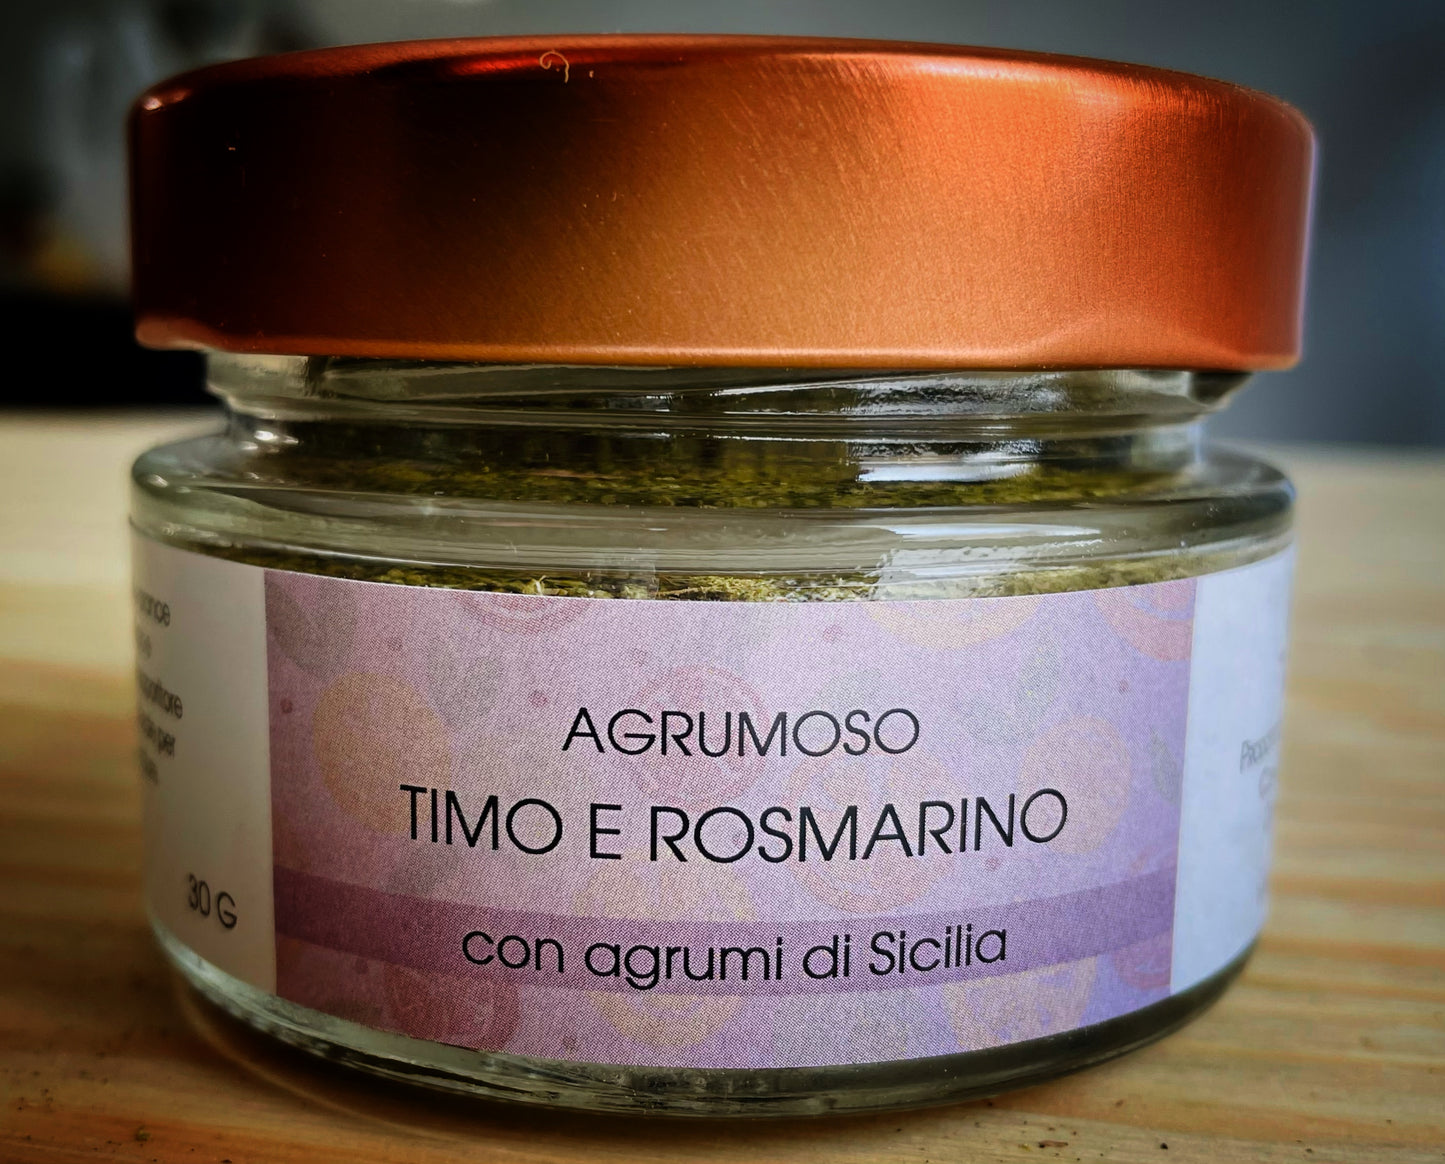 AGRUMOSO
TIMO E ROSMARINO
con agrumi di Sicilia
30 G